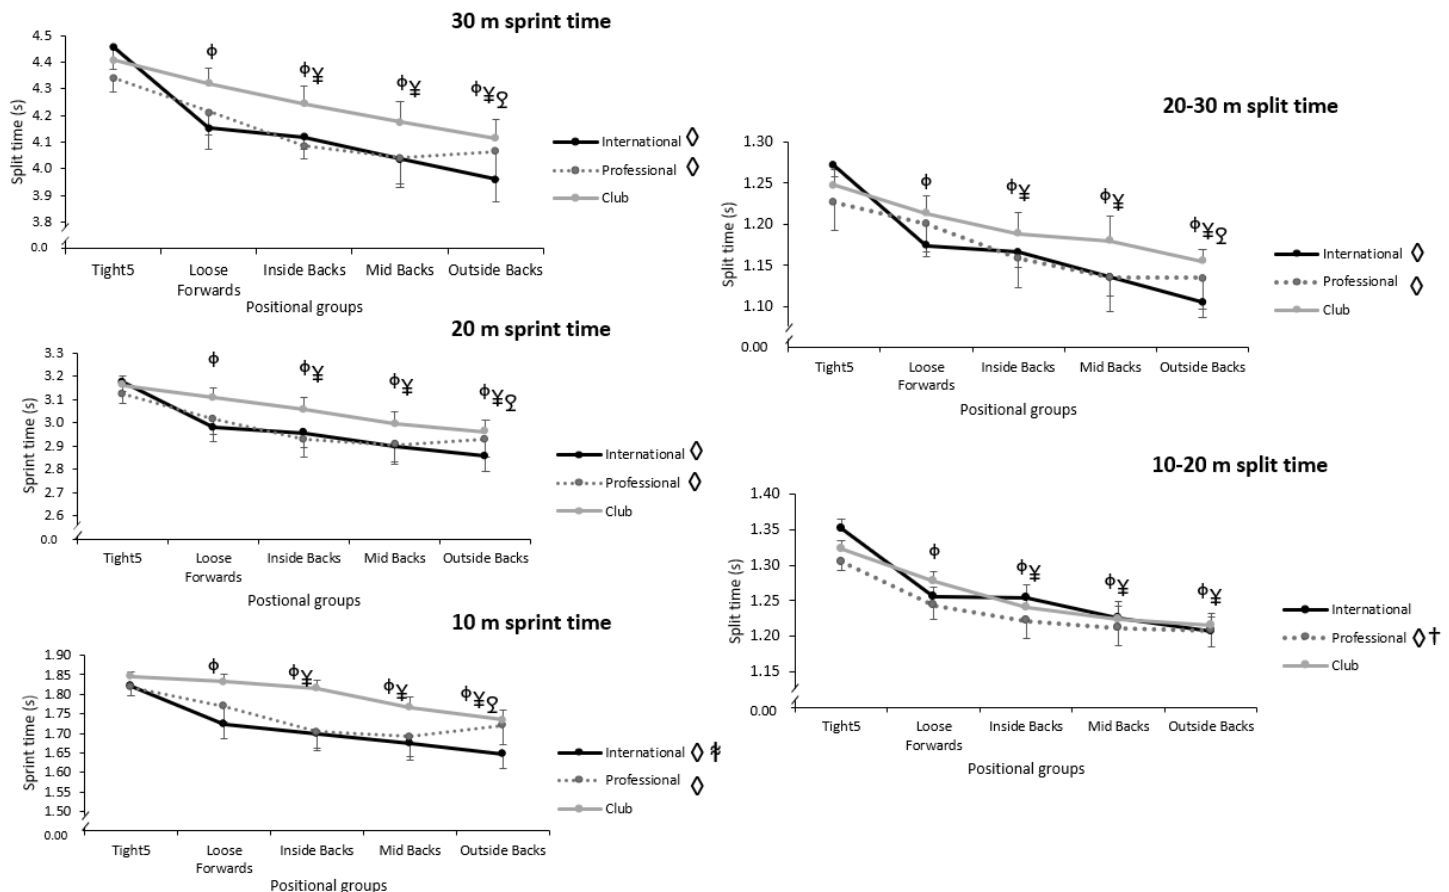 30 m sprint time
4.5
4.4
4.3
4.2
4.1
4.0
3.9
3.8
0.0
Split time (s)
ϕ
ϕ¥
ϕ¥
ϕ¥⚲
Tight5
Loose Forwards
Inside Backs
Mid Backs
Outside Backs
Positional groups
International ◊
Professional ◊
Club
20 m sprint time
3.3
3.2
3.1
3.0
2.9
2.8
2.7
2.6
0.0
Sprint time (s)
ϕ
ϕ¥
ϕ¥
ϕ¥⚲
Tight5
Loose Forwards
Inside Backs
Mid Backs
Outside Backs
Postional groups
International ◊
Professional ◊
Club
10 m sprint time
1.90
1.85
1.80
1.75
1.70
1.65
1.60
1.55
1.50
0.00
Sprint time (s)
ϕ
ϕ¥
ϕ¥
ϕ¥⚲
Tight5
Loose Forwards
Inside Backs
Mid Backs
Outside Backs
Positional groups
International ◊
Professional ◊
Club
20-30 m split time
1.30
1.25
1.20
1.15
1.10
0.00
Split time (s)
ϕ
ϕ¥
ϕ¥
ϕ¥⚲
Tight5
Loose Forwards
Inside Backs
Mid Backs
Outside Backs
Positional groups
International ◊
Professional ◊
Club
10-20 m split time
1.40
1.35
1.30
1.25
1.20
1.15
0.00
Split time (s)
ϕ
ϕ¥
ϕ¥
ϕ¥
Tight5
Loose Forwards
Inside Backs
Mid Backs
Outside Backs
Positional groups
International
Professional ◊†
Club